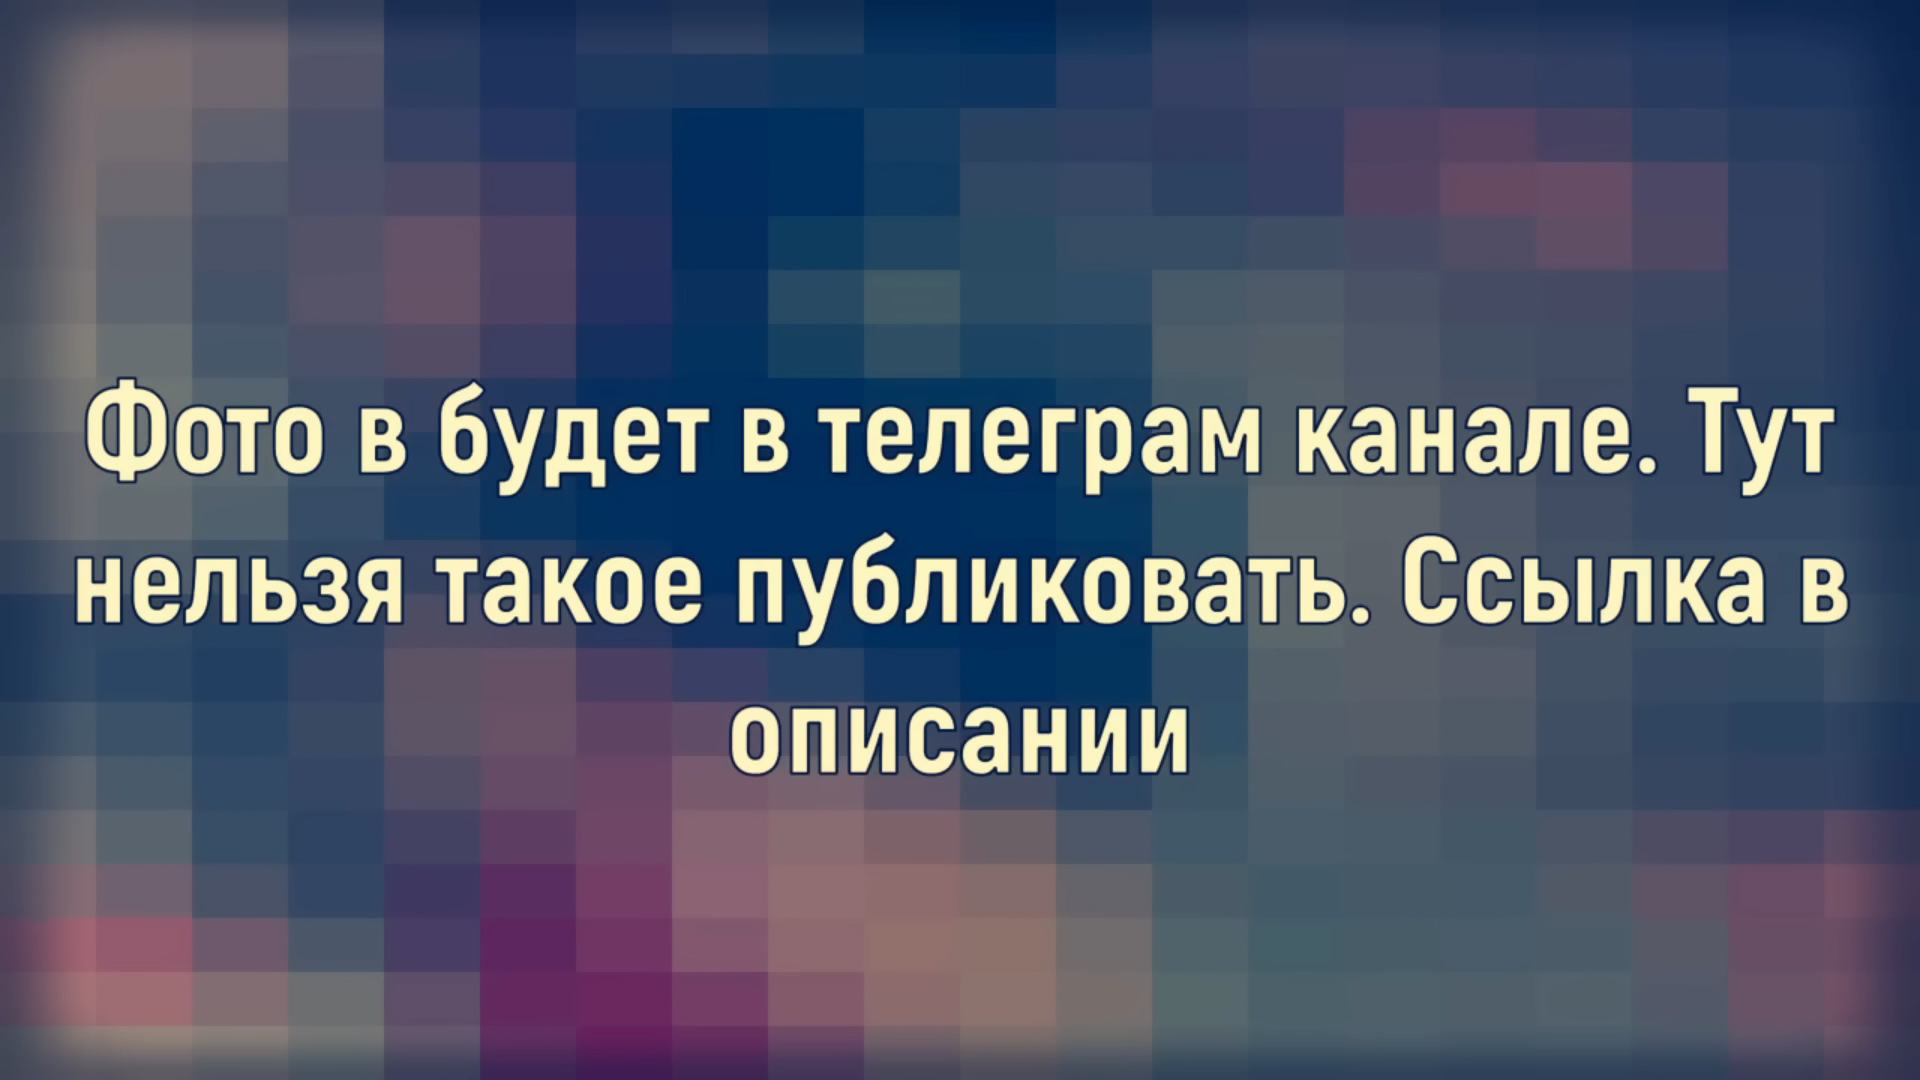 Фото в будет в телеграм канале. Тут
нельзя такое публиковать. Ссылка в
описании